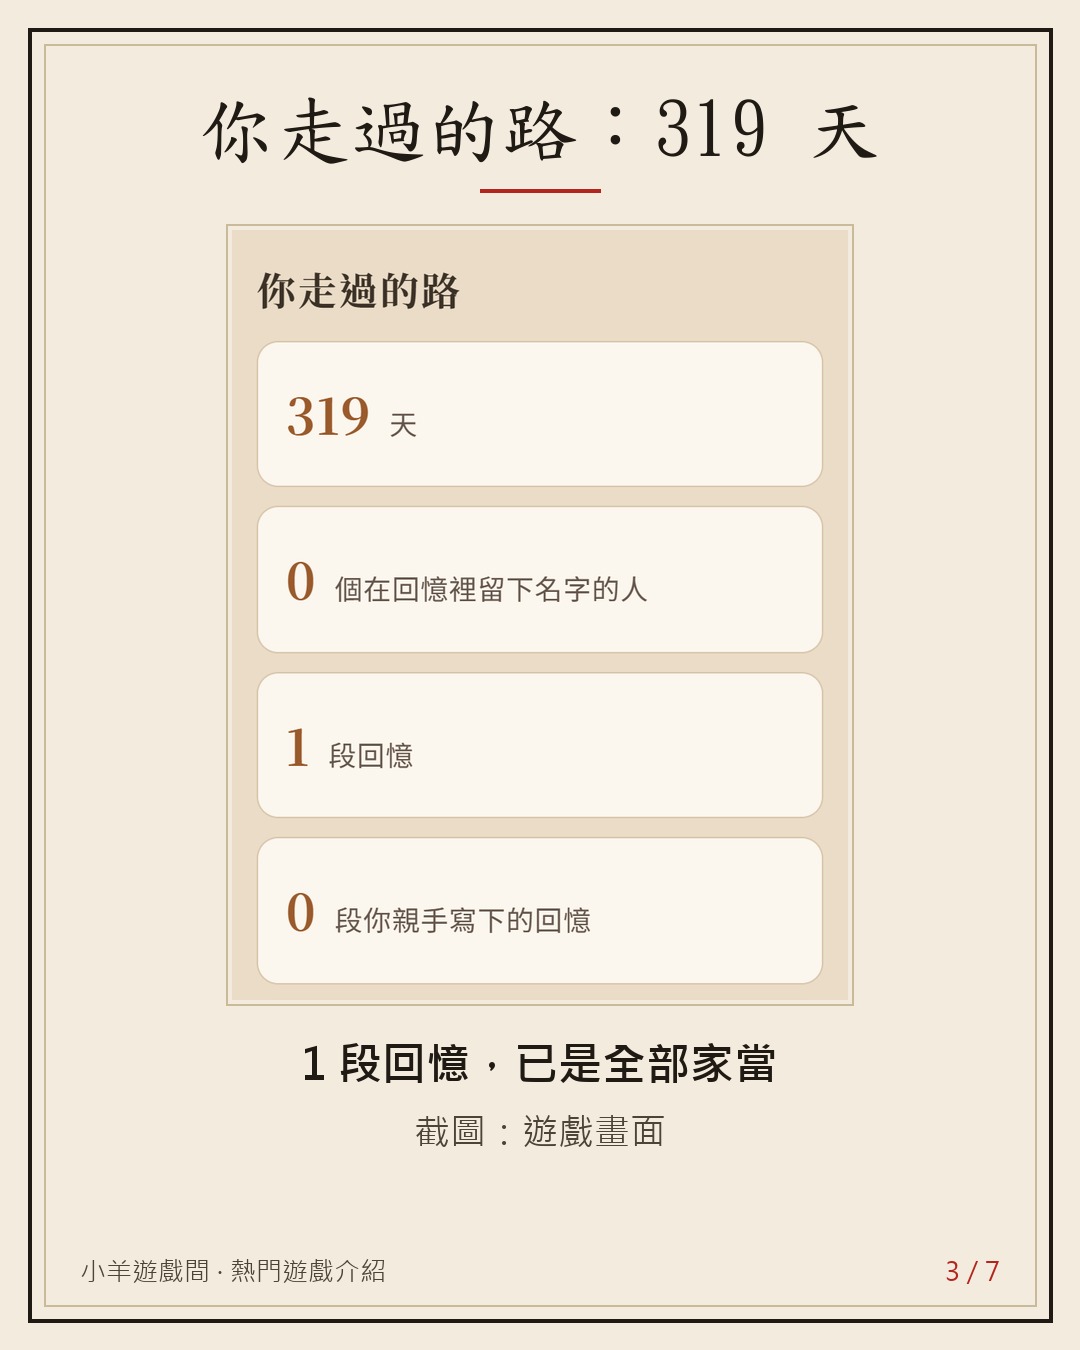 你走過的路：319 天
你走過的路
319 天
0 個在回憶裡留下名字的人
1 段回憶
0 段你親手寫下的回憶
1 段回憶，已是全部家當
截圖：遊戲畫面
小羊遊戲間 · 熱門遊戲介紹
3 / 7